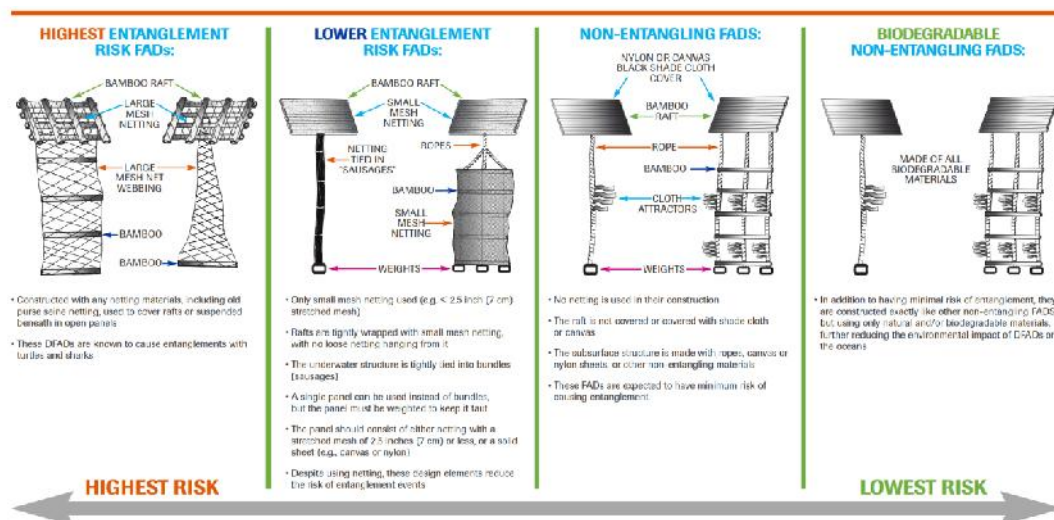 HIGHEST ENTANGLEMENT
RISK FADs:
BAMBOO RAFT
LARGE
MESH
NETTING
LARGE
MESH NET
WEBBING
BAMBOO
BAMBOO
• Constructed with any netting materials, including old
purse seine netting, used to cover rafts or suspended
beneath in open panels
• These DFADs are known to cause entanglements with
turtles and sharks
LOWER ENTANGLEMENT
RISK FADs:
BAMBOO RAFT
SMALL
MESH
NETTING
NETTING
TIED IN
"SAUSAGES"
ROPES
BAMBOO
SMALL
MESH
NETTING
WEIGHTS
• Only small mesh netting used (e.g. < 2.5 inch [7 cm]
stretched mesh)
• Rafts are tightly wrapped with small mesh netting,
with no loose netting hanging from it
• The underwater structure is tightly tied into bundles
[sausages]
• A single panel can be used instead of bundles,
but the panel must be weighted to keep it taut
• The panel should consist of either netting with a
stretched mesh of 2.5 inches [7 cm] or less, or a solid
sheet (e.g., canvas or nylon)
• Despite using netting, these design elements reduce
the risk of entanglement events
NON-ENTANGLING FADs:
NYLON OR CANVAS
BLACK SHADE CLOTH
COVER
BAMBOO
RAFT
ROPE
BAMBOO
CLOTH
ATTRACTORS
WEIGHTS
• No netting is used in their construction
• The raft is not covered or covered with shade cloth
or canvas
• The subsurface structure is made with ropes, canvas or
nylon sheets, or other non-entangling materials
• These FADs are expected to have minimum risk of
causing entanglement
BIODEGRADABLE
NON-ENTANGLING FADs:
MADE OF ALL
BIODEGRADABLE
MATERIALS
• In addition to having minimal risk of entanglement, they
are constructed exactly like other non-entangling FADS
but using only natural and/or biodegradable materials,
further reducing the environmental impact of DFADs on
the oceans
HIGHEST RISK
LOWEST RISK